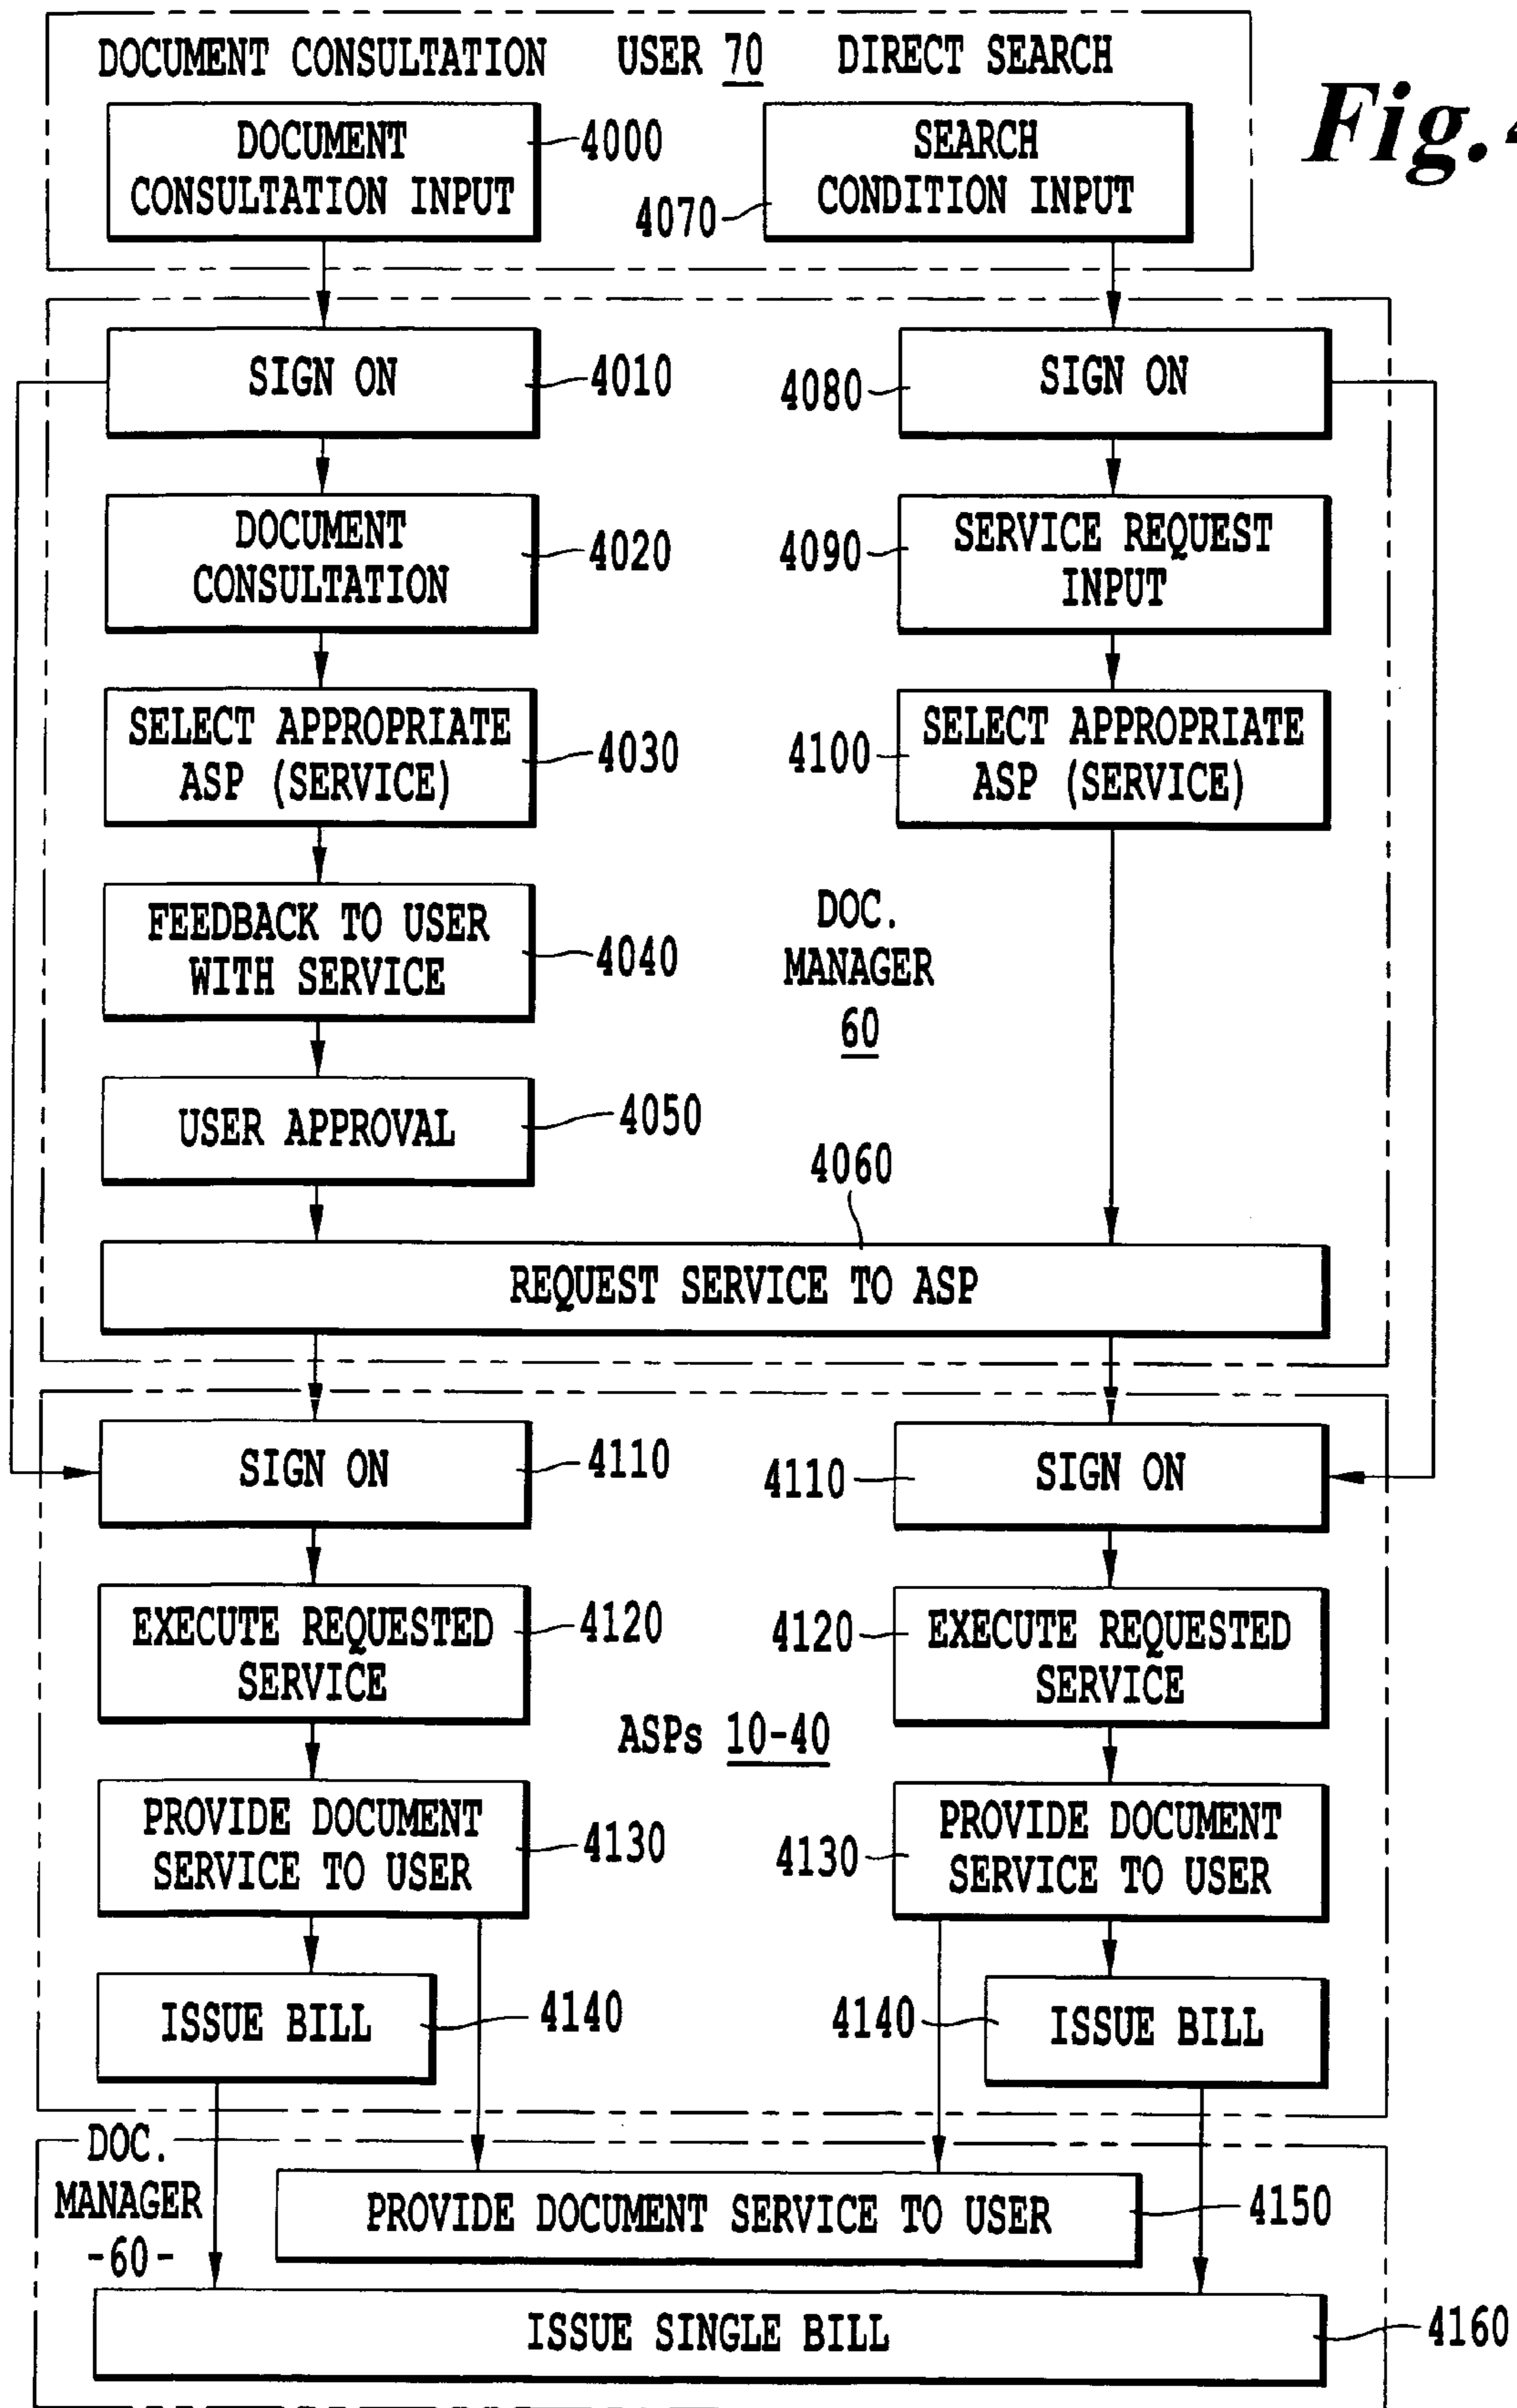 DOCUMENT CONSULTATION USER 70 DIRECT SEARCH
Fig.4
DOCUMENT
CONSULTATION INPUT
4000
SEARCH
CONDITION INPUT
4070
SIGN ON
4010
4080
SIGN ON
DOCUMENT
CONSULTATION
4020
4090
SERVICE REQUEST
INPUT
SELECT APPROPRIATE
ASP (SERVICE)
4030
4100
SELECT APPROPRIATE
ASP (SERVICE)
FEEDBACK TO USER
WITH SERVICE
4040
DOC.
MANAGER
60
USER APPROVAL
4050
4060
REQUEST SERVICE TO ASP
SIGN ON
4110
4110
SIGN ON
EXECUTE REQUESTED
SERVICE
4120
4120
EXECUTE REQUESTED
SERVICE
ASPs 10-40
PROVIDE DOCUMENT
SERVICE TO USER
4130
4130
PROVIDE DOCUMENT
SERVICE TO USER
ISSUE BILL
4140
4140
ISSUE BILL
DOC.
MANAGER
-60-
PROVIDE DOCUMENT SERVICE TO USER
4150
ISSUE SINGLE BILL
4160